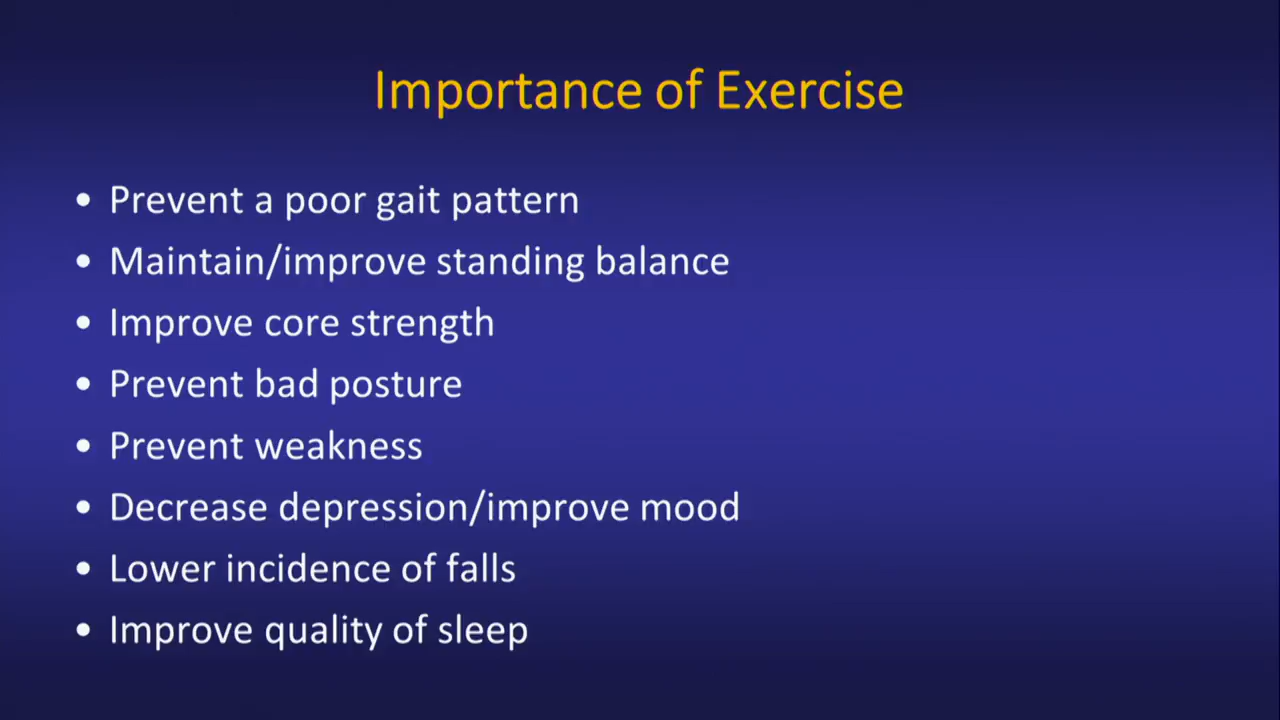 Importance of Exercise
• Prevent a poor gait pattern
• Maintain/improve standing balance
• Improve core strength
• Prevent bad posture
• Prevent weakness
• Decrease depression/improve mood
• Lower incidence of falls
• Improve quality of sleep